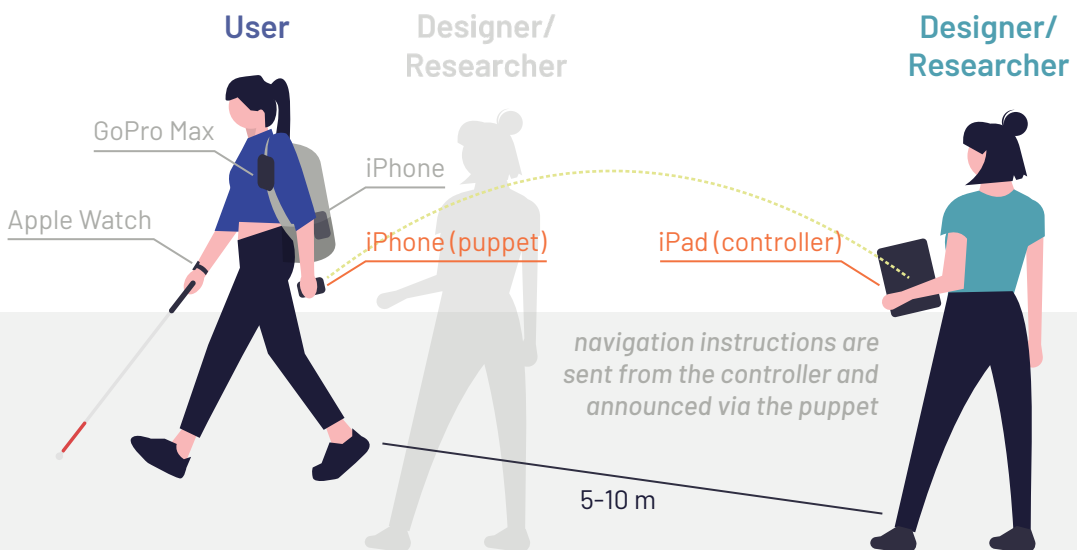 User
Designer/
Researcher
Designer/
Researcher
GoPro Max
iPhone
Apple Watch
iPhone (puppet)
iPad (controller)
navigation instructions are
sent from the controller and
announced via the puppet
5-10 m